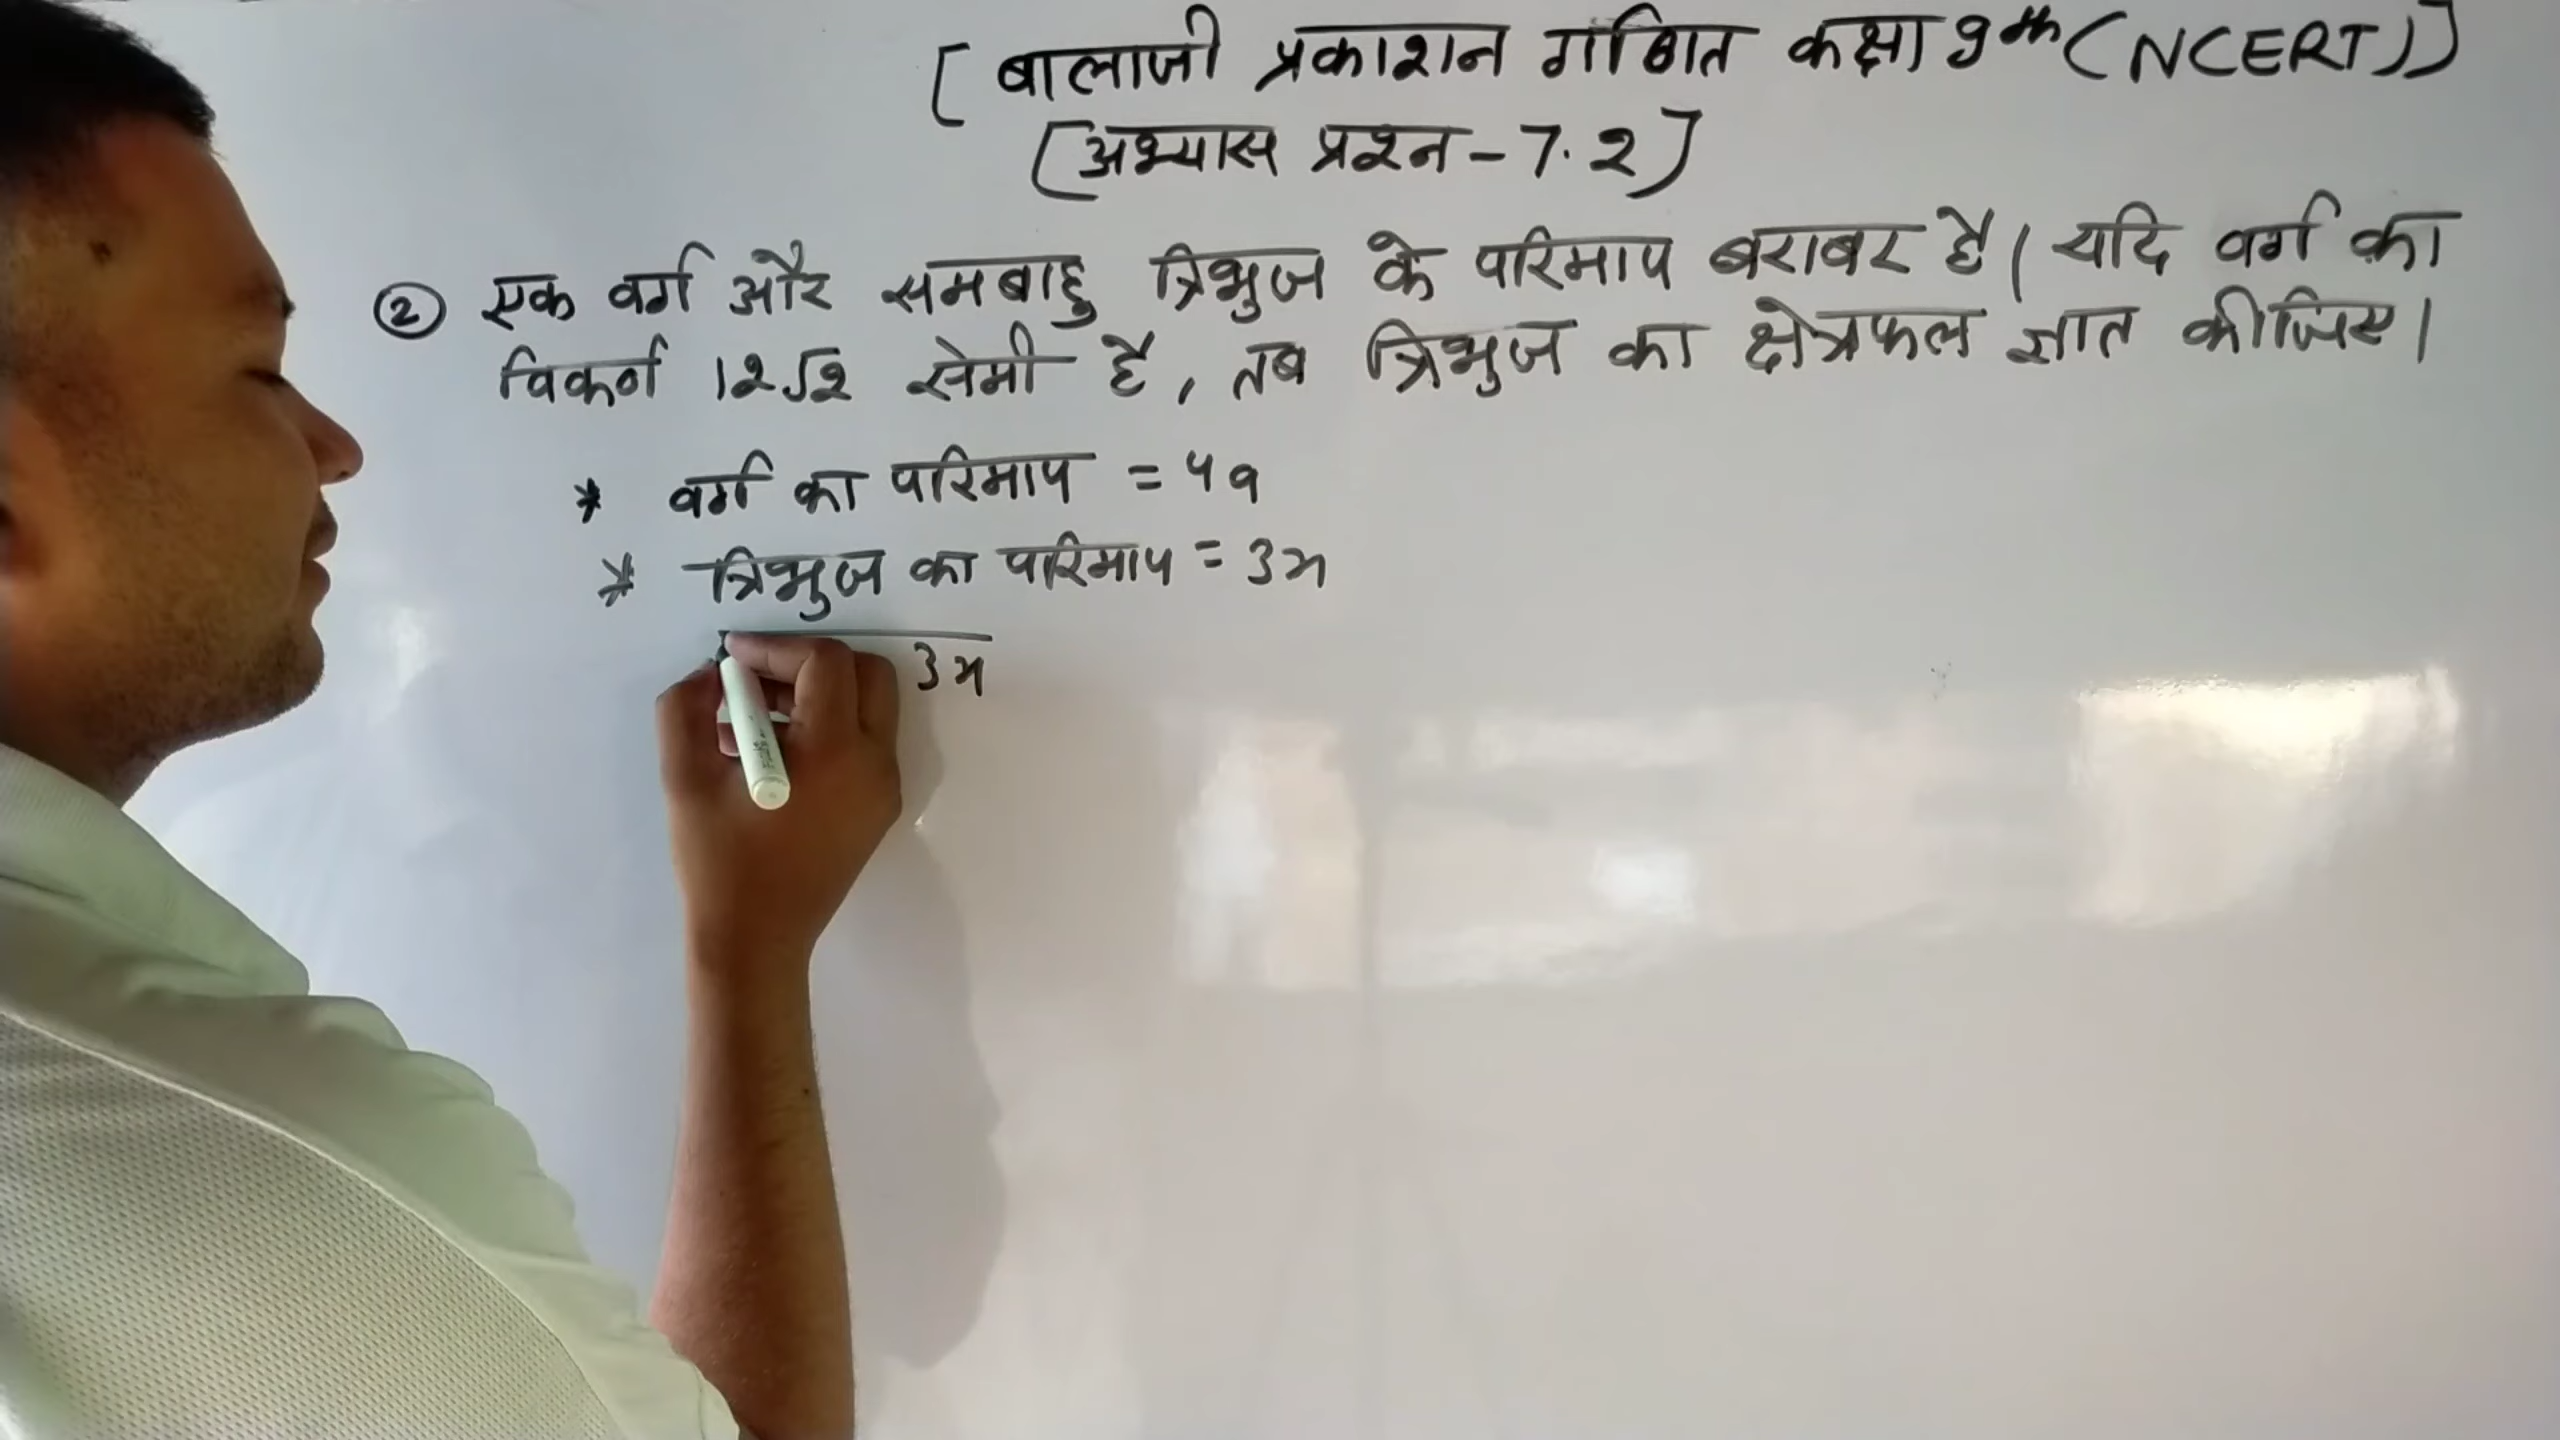 [ बालाजी प्रकाशन गणित कक्षा 9th (NCERT)]
[अभ्यास प्रश्न - 7.2]
② एक वर्ग और समबाहु त्रिभुज के परिमाप बराबर है। यदि वर्ग का
विकर्ण 12√2 सेमी है, तब त्रिभुज का क्षेत्रफल ज्ञात कीजिए।
* वर्ग का परिमाप = 4a
* त्रिभुज का परिमाप = 3x
3x